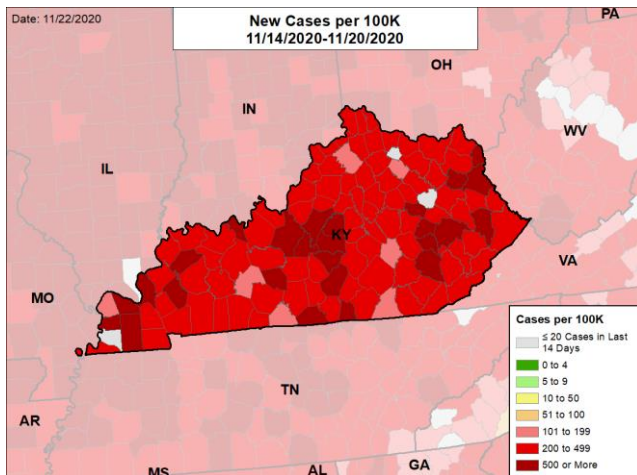 Date: 11/22/2020
New Cases per 100K
11/14/2020-11/20/2020
PA
OH
IN
WV
IL
KY
VA
MO
TN
AR
MS
AL
GA
Cases per 100K
≤ 20 Cases in Last
14 Days
0 to 4
5 to 9
10 to 50
51 to 100
101 to 199
200 to 499
500 or More